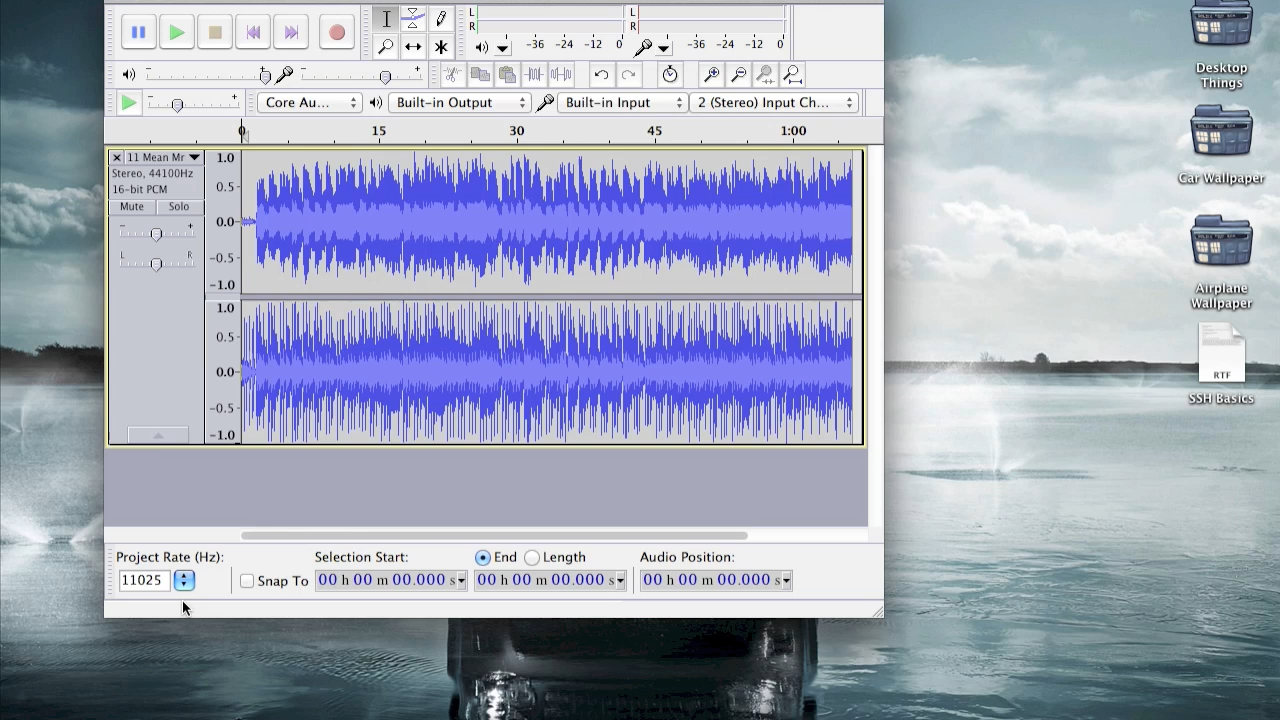 L
R
L
R
-36 -24 -12 0
-36 -24 -12 0
- +
- +
- +
Core Au...
Built-in Output
Built-in Input
2 (Stereo) Input Ch...
0 15 30 45 1:00
11 Mean Mr
Stereo, 44100Hz
16-bit PCM
Mute Solo
- +
L R
1.0
0.5-
0.0-
-0.5-
-1.0
1.0
0.5-
0.0-
-0.5-
-1.0
Project Rate (Hz):
11025
Snap To
Selection Start:
00 h 00 m 00.000 s
End Length
00 h 00 m 00.000 s
Audio Position:
00 h 00 m 00.000 s
Desktop
Things
Car Wallpaper
Airplane
Wallpaper
RTF
SSH Basics